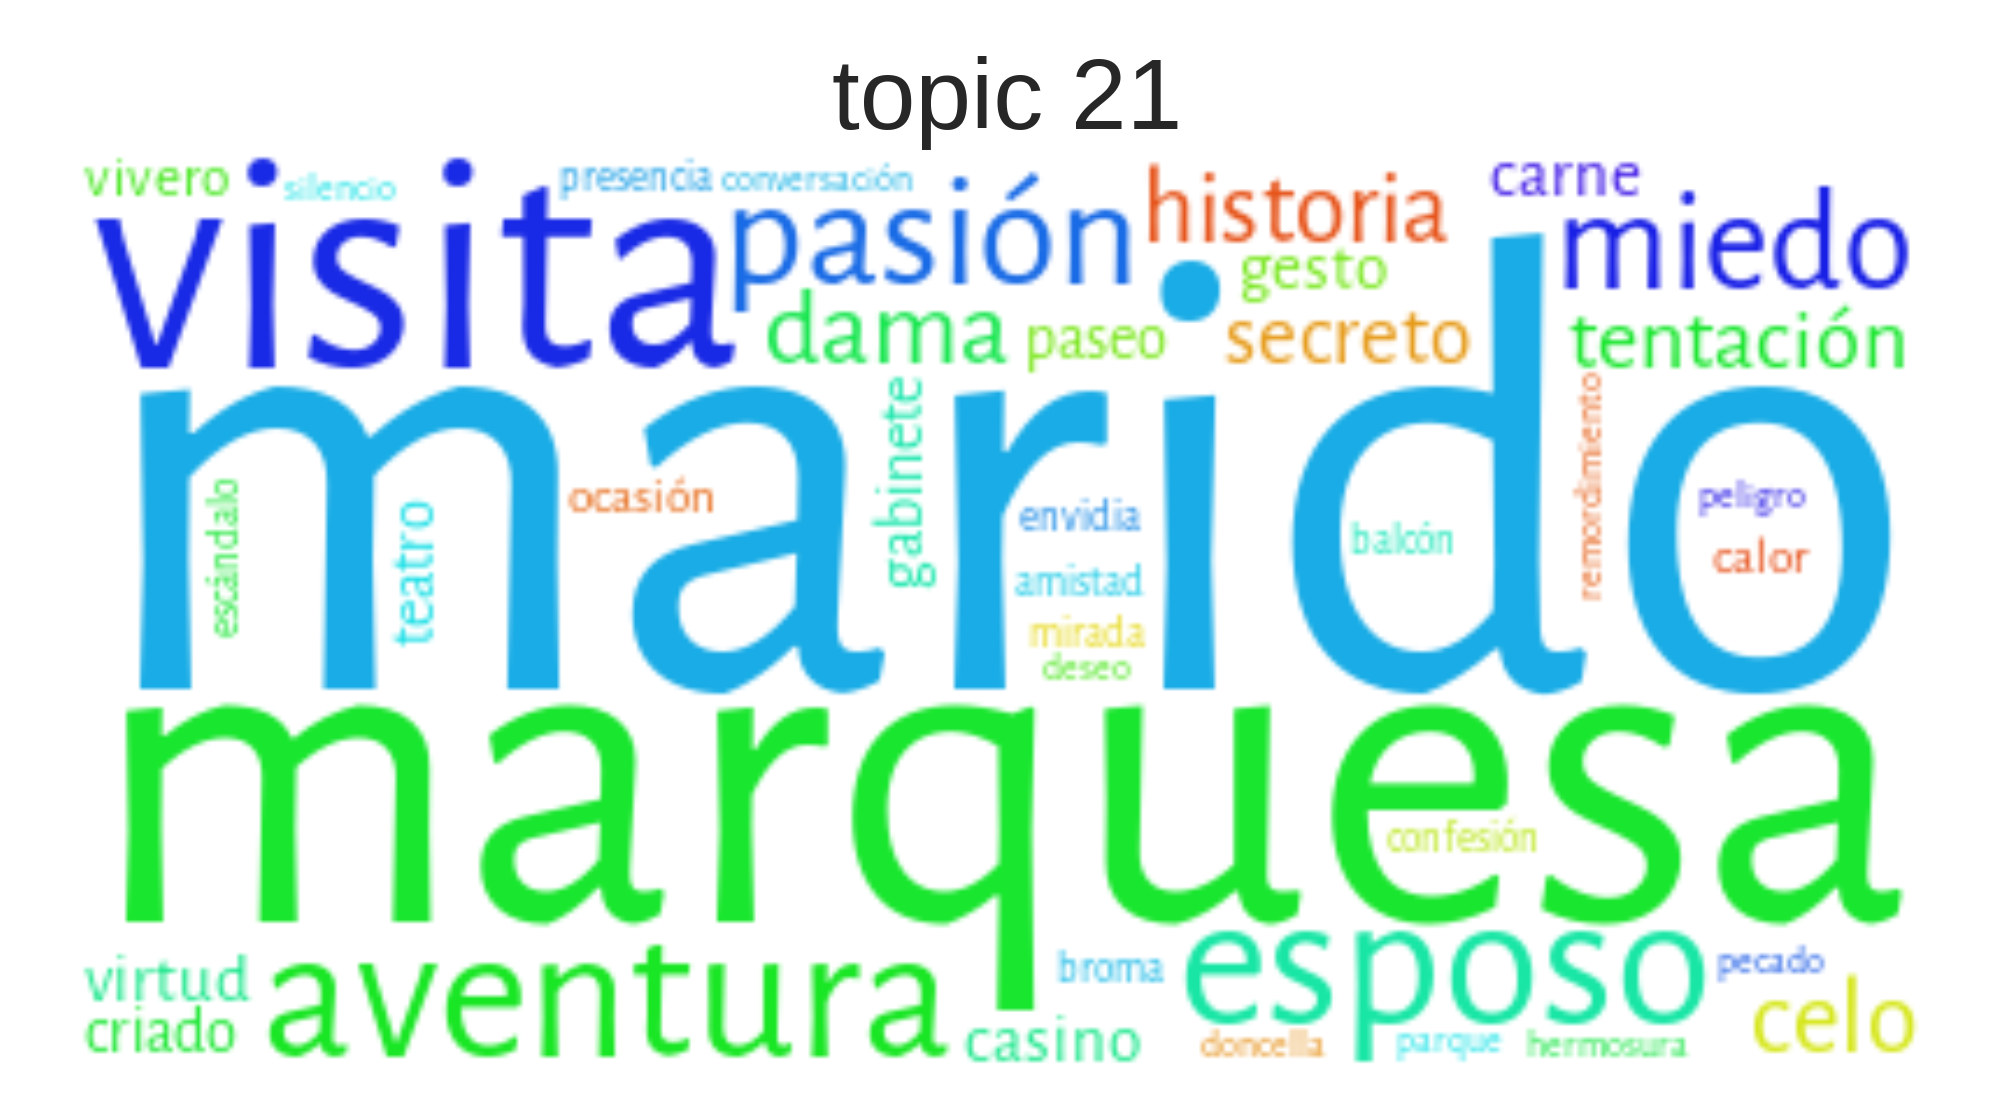 topic 21
vivero
silencio
presencia
conversación
carne
visita
pasión
historia
miedo
gesto
dama
paseo
secreto
tentación
marido
escándalo
teatro
ocasión
gabinete
envidia
amistad
mirada
deseo
balcón
remordimiento
peligro
calor
marquesa
confesión
virtud
criado
aventura
broma
casino
esposo
pecado
celo
doncella
parque
hermosura